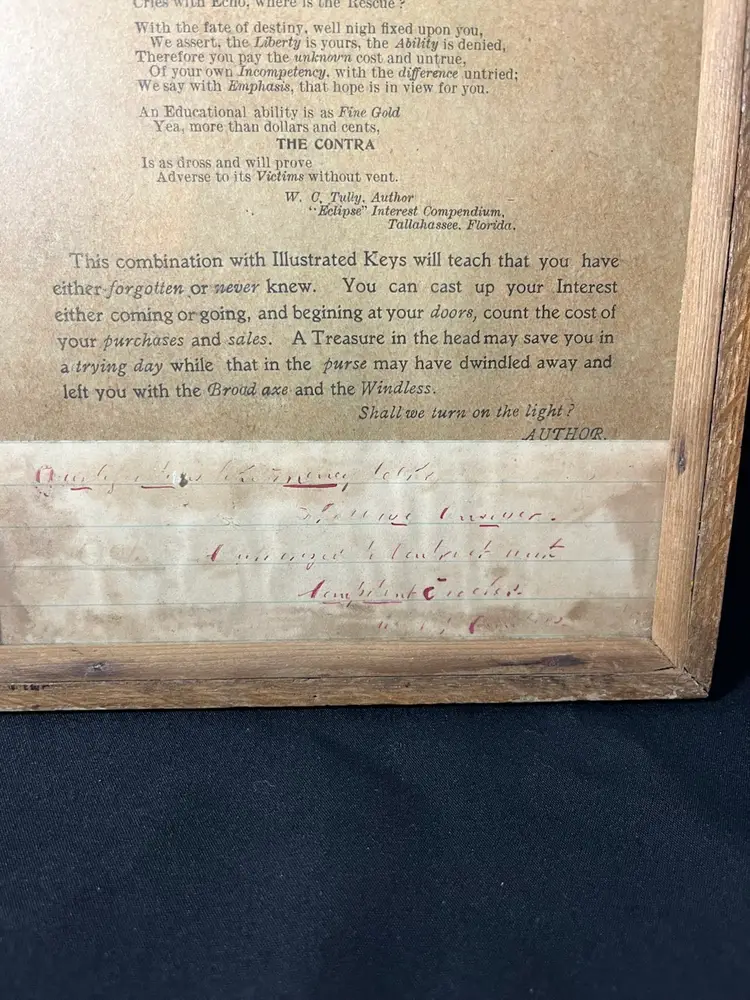 Cries with Echo, where is the Rescue?
With the fate of destiny, well nigh fixed upon you,
We assert, the Liberty is yours, the Ability is denied,
Therefore you pay the unknown cost and untrue,
Of your own Incompetency, with the difference untried;
We say with Emphasis, that hope is in view for you.
An Educational ability is as Fine Gold
Yea, more than dollars and cents,
THE CONTRA
Is as dross and will prove
Adverse to its Victims without vent.
W. C. Tully, Author
"Eclipse" Interest Compendium,
Tallahassee, Florida.
This combination with Illustrated Keys will teach that you have
either forgotten or never knew. You can cast up your Interest
either coming or going, and begining at your doors, count the cost of
your purchases and sales. A Treasure in the head may save you in
a trying day while that in the purse may have dwindled away and
left you with the Broad axe and the Windless.
Shall we turn on the light?
AUTHOR.
money
answer.
must